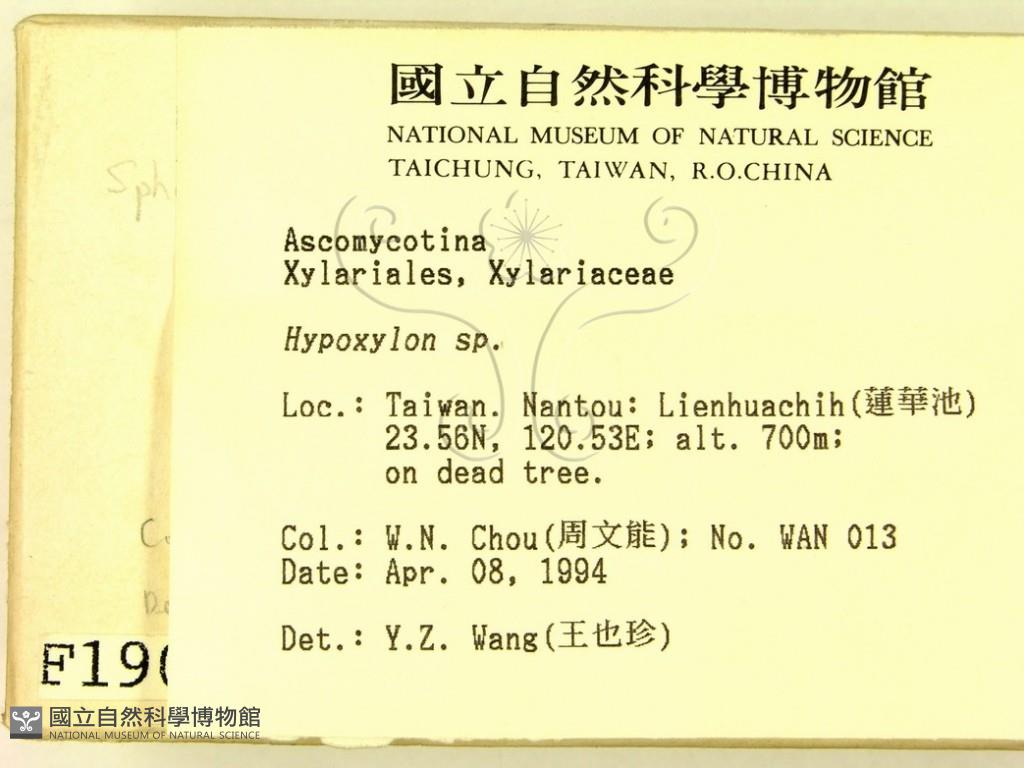 國立自然科學博物館
NATIONAL MUSEUM OF NATURAL SCIENCE
TAICHUNG, TAIWAN, R.O.CHINA
Ascomycotina
Xylariales, Xylariaceae
Hypoxylon sp.
Loc.: Taiwan. Nantou: Lienhuachih(蓮華池)
23.56N, 120.53E; alt. 700m;
on dead tree.
Col.: W.N. Chou(周文能); No. WAN 013
Date: Apr. 08, 1994
Det.: Y.Z. Wang(王也珍)
Sph
F19
國立自然科學博物館
NATIONAL MUSEUM OF NATURAL SCIENCE